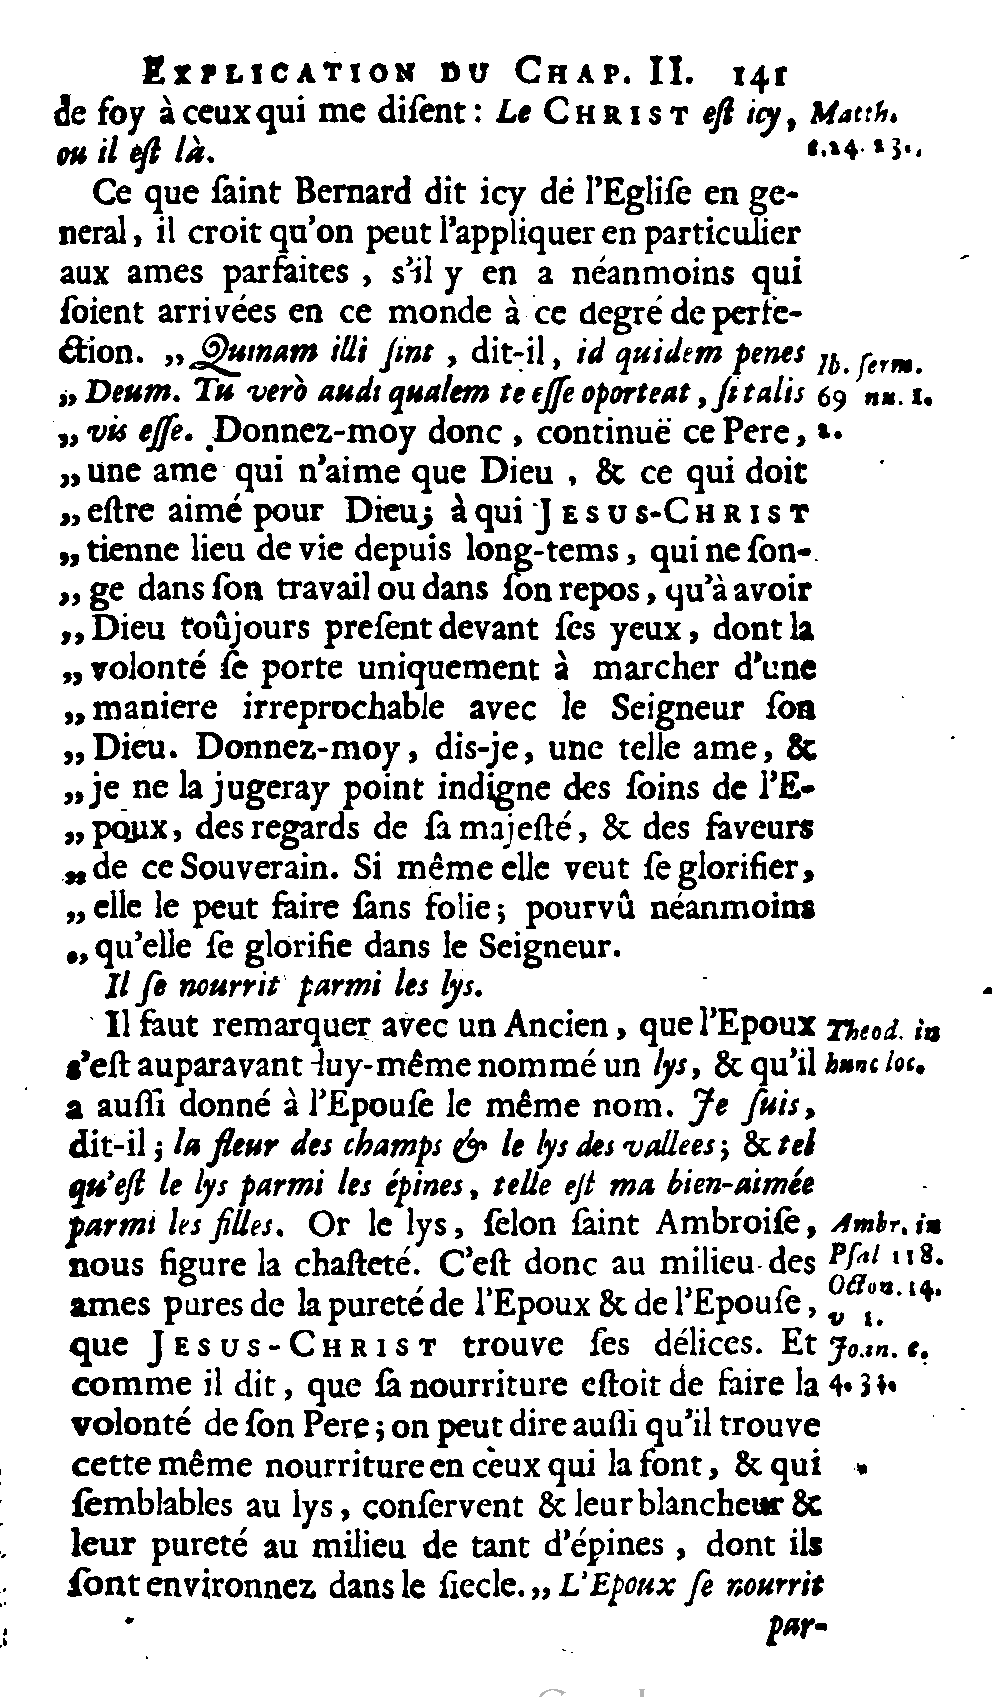 EXPLICATION DU CHAP. II. 141
de foy à ceux qui me diſent : Le CHRIST eſt icy, Matth.
ou il eſt là. c. 24. 23.
Ce que ſaint Bernard dit icy de l'Egliſe en ge-
neral, il croit qu'on peut l'appliquer en particulier
aux ames parfaites, s'il y en a néanmoins qui
ſoient arrivées en ce monde à ce degré de perfe-
ction. „ Quinam illi ſint, dit-il, id quidem penes Ib. ſerm.
„ Deum. Tu verò audi qualem te eſſe oporteat, ſi talis 69 nu. 1.
„ vis eſſe. Donnez-moy donc, continuë ce Pere, 2.
„ une ame qui n'aime que Dieu, & ce qui doit
„ eſtre aimé pour Dieu; à qui JESUS-CHRIST
„ tienne lieu de vie depuis long-tems, qui ne ſon-
„ ge dans ſon travail ou dans ſon repos, qu'à avoir
„ Dieu toûjours preſent devant ſes yeux, dont la
„ volonté ſe porte uniquement à marcher d'une
„ maniere irreprochable avec le Seigneur ſon
„ Dieu. Donnez-moy, dis-je, une telle ame, &
„ je ne la jugeray point indigne des ſoins de l'E-
„ poux, des regards de ſa majeſté, & des faveurs
„ de ce Souverain. Si même elle veut ſe glorifier,
„ elle le peut faire ſans folie; pourvû néanmoins
„ qu'elle ſe glorifie dans le Seigneur.
Il ſe nourrit parmi les lys.
Il faut remarquer avec un Ancien, que l'Epoux Theod. in
s'eſt auparavant luy-même nommé un lys, & qu'il hunc loc.
a auſſi donné à l'Epouſe le même nom. Je ſuis,
dit-il ; la fleur des champs & le lys des vallees; & tel
qu'eſt le lys parmi les épines, telle eſt ma bien-aimée
parmi les filles. Or le lys, ſelon ſaint Ambroiſe, Ambr. in
nous figure la chaſteté. C'eſt donc au milieu des Pſal 118.
ames pures de la pureté de l'Epoux & de l'Epouſe, Octon. 14.
v 1.
que JESUS-CHRIST trouve ſes délices. Et Joan. c.
comme il dit, que ſa nourriture eſtoit de faire la 4. 34.
volonté de ſon Pere ; on peut dire auſſi qu'il trouve
cette même nourriture en ceux qui la font, & qui
ſemblables au lys, conſervent & leur blancheur &
leur pureté au milieu de tant d'épines, dont ils
ſont environnez dans le ſiecle. „ L'Epoux ſe nourrit
par-